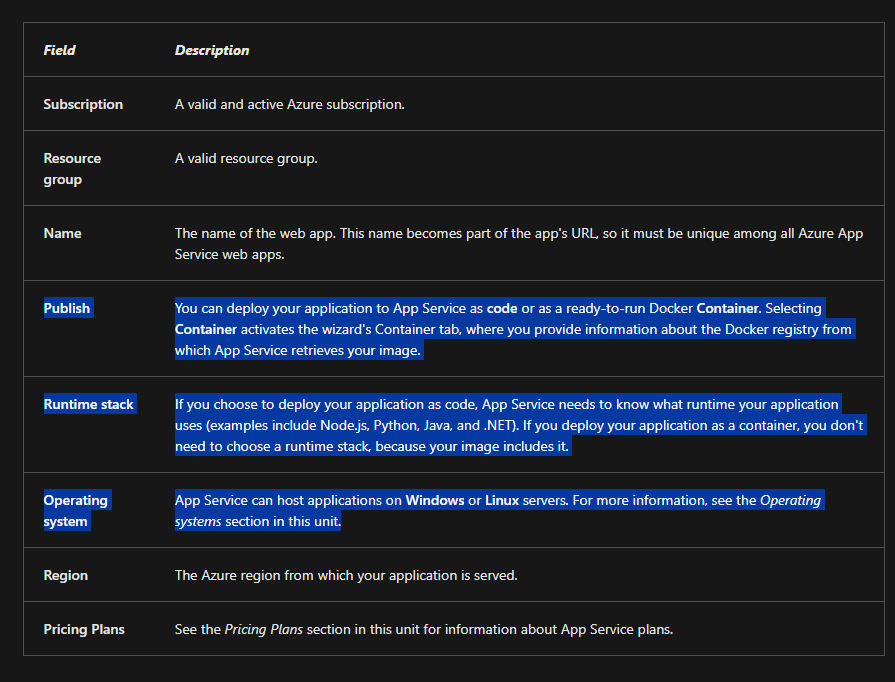 Field Description
Subscription A valid and active Azure subscription.
Resource A valid resource group.
group
Name The name of the web app. This name becomes part of the app's URL, so it must be unique among all Azure App
Service web apps.
Publish You can deploy your application to App Service as code or as a ready-to-run Docker Container. Selecting
Container activates the wizard's Container tab, where you provide information about the Docker registry from
which App Service retrieves your image.
Runtime stack If you choose to deploy your application as code, App Service needs to know what runtime your application
uses (examples include Node.js, Python, Java, and .NET). If you deploy your application as a container, you don't
need to choose a runtime stack, because your image includes it.
Operating App Service can host applications on Windows or Linux servers. For more information, see the Operating
system systems section in this unit.
Region The Azure region from which your application is served.
Pricing Plans See the Pricing Plans section in this unit for information about App Service plans.